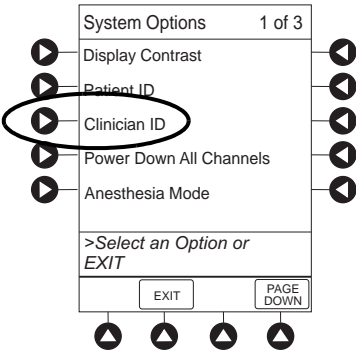 System Options 1 of 3
Display Contrast
Patient ID
Clinician ID
Power Down All Channels
Anesthesia Mode
>Select an Option or
EXIT
EXIT
PAGE
DOWN